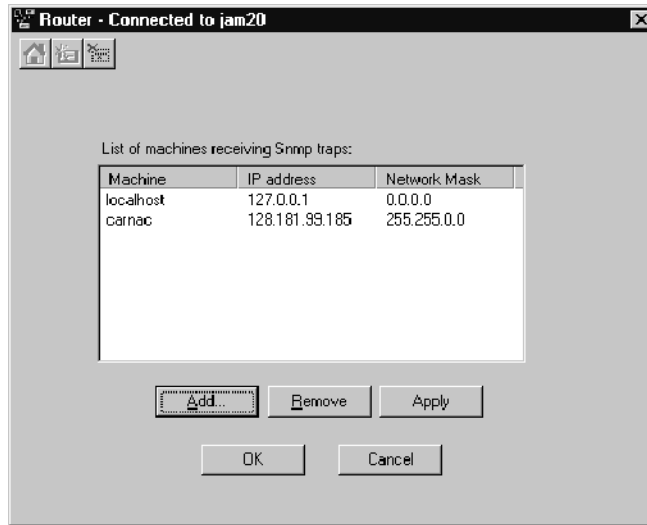 Router - Connected to jam20
List of machines receiving Snmp traps:
Machine IP address Network Mask
localhost 127.0.0.1 0.0.0.0
carnac 128.181.99.185 255.255.0.0
Add... Remove Apply
OK Cancel